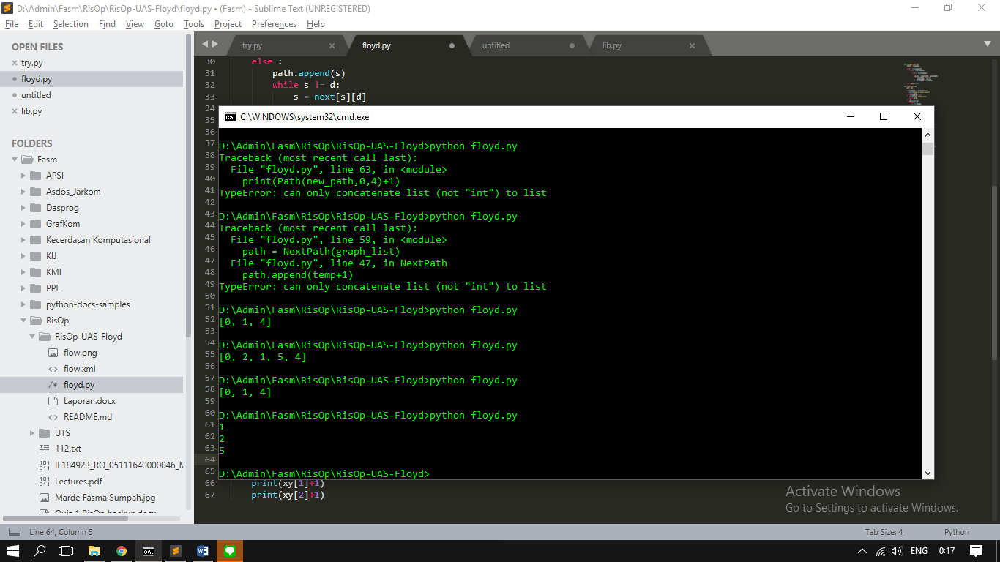 D:\Admin\Fasm\RisOp\RisOp-UAS-Floyd\floyd.py • (Fasm) - Sublime Text (UNREGISTERED)
File Edit Selection Find View Goto Tools Project Preferences Help
OPEN FILES
try.py
floyd.py
untitled
lib.py
FOLDERS
Fasm
APSI
Asdos_Jarkom
Dasprog
GrafKom
Kecerdasan Komputasional
KIJ
KMI
PPL
python-docs-samples
RisOp
RisOp-UAS-Floyd
flow.png
flow.xml
floyd.py
Laporan.docx
README.md
UTS
112.txt
IF184923_RO_05111640000046_M
Lectures.pdf
Marde Fasma Sumpah.jpg
Quiz 1 RisOp backup.docx
try.py floyd.py untitled lib.py
30 else :
31 path.append(s)
32 while s != d:
33 s = next[s][d]
34
35
36
37
38
39
40
41
42
43
44
45
46
47
48
49
50
51
52
53
54
55
56
57
58
59
60
61
62
63
64
65
66 print(xy[1]+1)
67 print(xy[2]+1)
C:\WINDOWS\system32\cmd.exe
D:\Admin\Fasm\RisOp\RisOp-UAS-Floyd>python floyd.py
Traceback (most recent call last):
File "floyd.py", line 63, in <module>
print(Path(new_path,0,4)+1)
TypeError: can only concatenate list (not "int") to list
D:\Admin\Fasm\RisOp\RisOp-UAS-Floyd>python floyd.py
Traceback (most recent call last):
File "floyd.py", line 59, in <module>
path = NextPath(graph_list)
File "floyd.py", line 47, in NextPath
path.append(temp+1)
TypeError: can only concatenate list (not "int") to list
D:\Admin\Fasm\RisOp\RisOp-UAS-Floyd>python floyd.py
[0, 1, 4]
D:\Admin\Fasm\RisOp\RisOp-UAS-Floyd>python floyd.py
[0, 2, 1, 5, 4]
D:\Admin\Fasm\RisOp\RisOp-UAS-Floyd>python floyd.py
[0, 1, 4]
D:\Admin\Fasm\RisOp\RisOp-UAS-Floyd>python floyd.py
1
2
5
D:\Admin\Fasm\RisOp\RisOp-UAS-Floyd>
Activate Windows
Go to Settings to activate Windows.
Line 64, Column 5 Tab Size: 4 Python
ENG 0:17